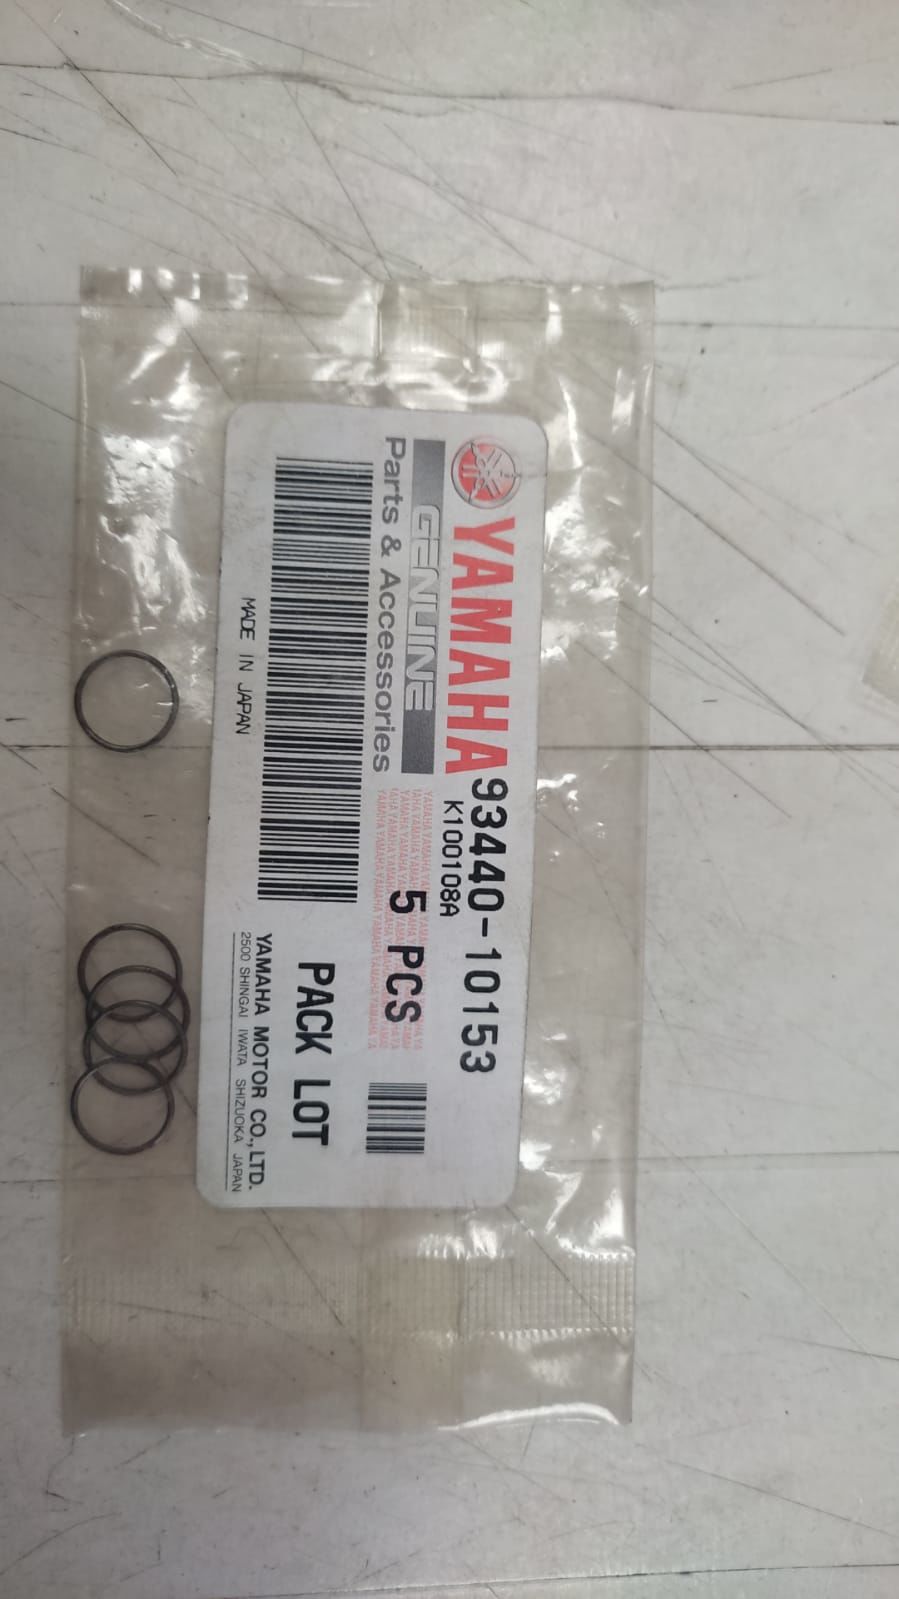 YAMAHA
GENUINE
Parts & Accessories
93440-10153
K100108A
5 PCS
PACK LOT
MADE IN JAPAN
YAMAHA MOTOR CO., LTD.
2500 SHINGAI IWATA SHIZUOKA JAPAN